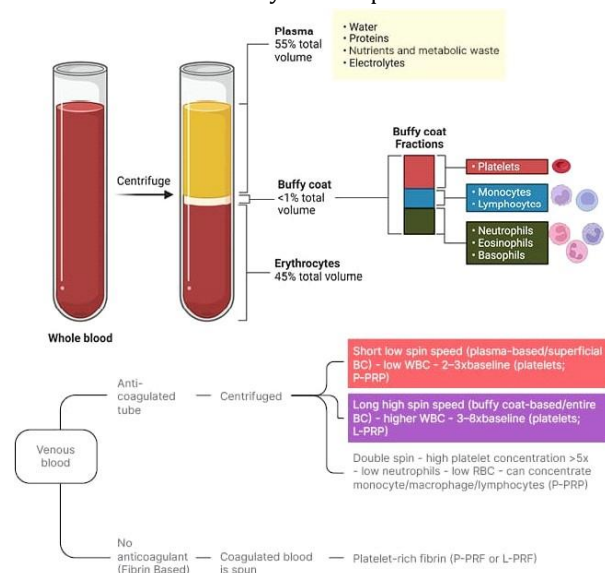 Plasma
55% total
volume
• Water
• Proteins
• Nutrients and metabolic waste
• Electrolytes
Centrifuge
Buffy coat
<1% total
volume
Buffy coat
Fractions
• Platelets
• Monocytes
• Lymphocytco
• Neutrophils
• Eosinophils
• Basophils
Erythrocytes
45% total volume
Whole blood
Venous
blood
Anti-
coagulated
tube
Centrifuged
Short low spin speed (plasma-based/superficial
BC) - low WBC - 2–3xbaseline (platelets;
P-PRP)
Long high spin speed (buffy coat-based/entire
BC) - higher WBC - 3–8xbaseline (platelets;
L-PRP)
Double spin - high platelet concentration >5x
- low neutrophils - low RBC - can concentrate
monocyte/macrophage/lymphocytes (P-PRP)
No
anticoagulant
(Fibrin Based)
Coagulated blood
is spun
Platelet-rich fibrin (P-PRF or L-PRF)